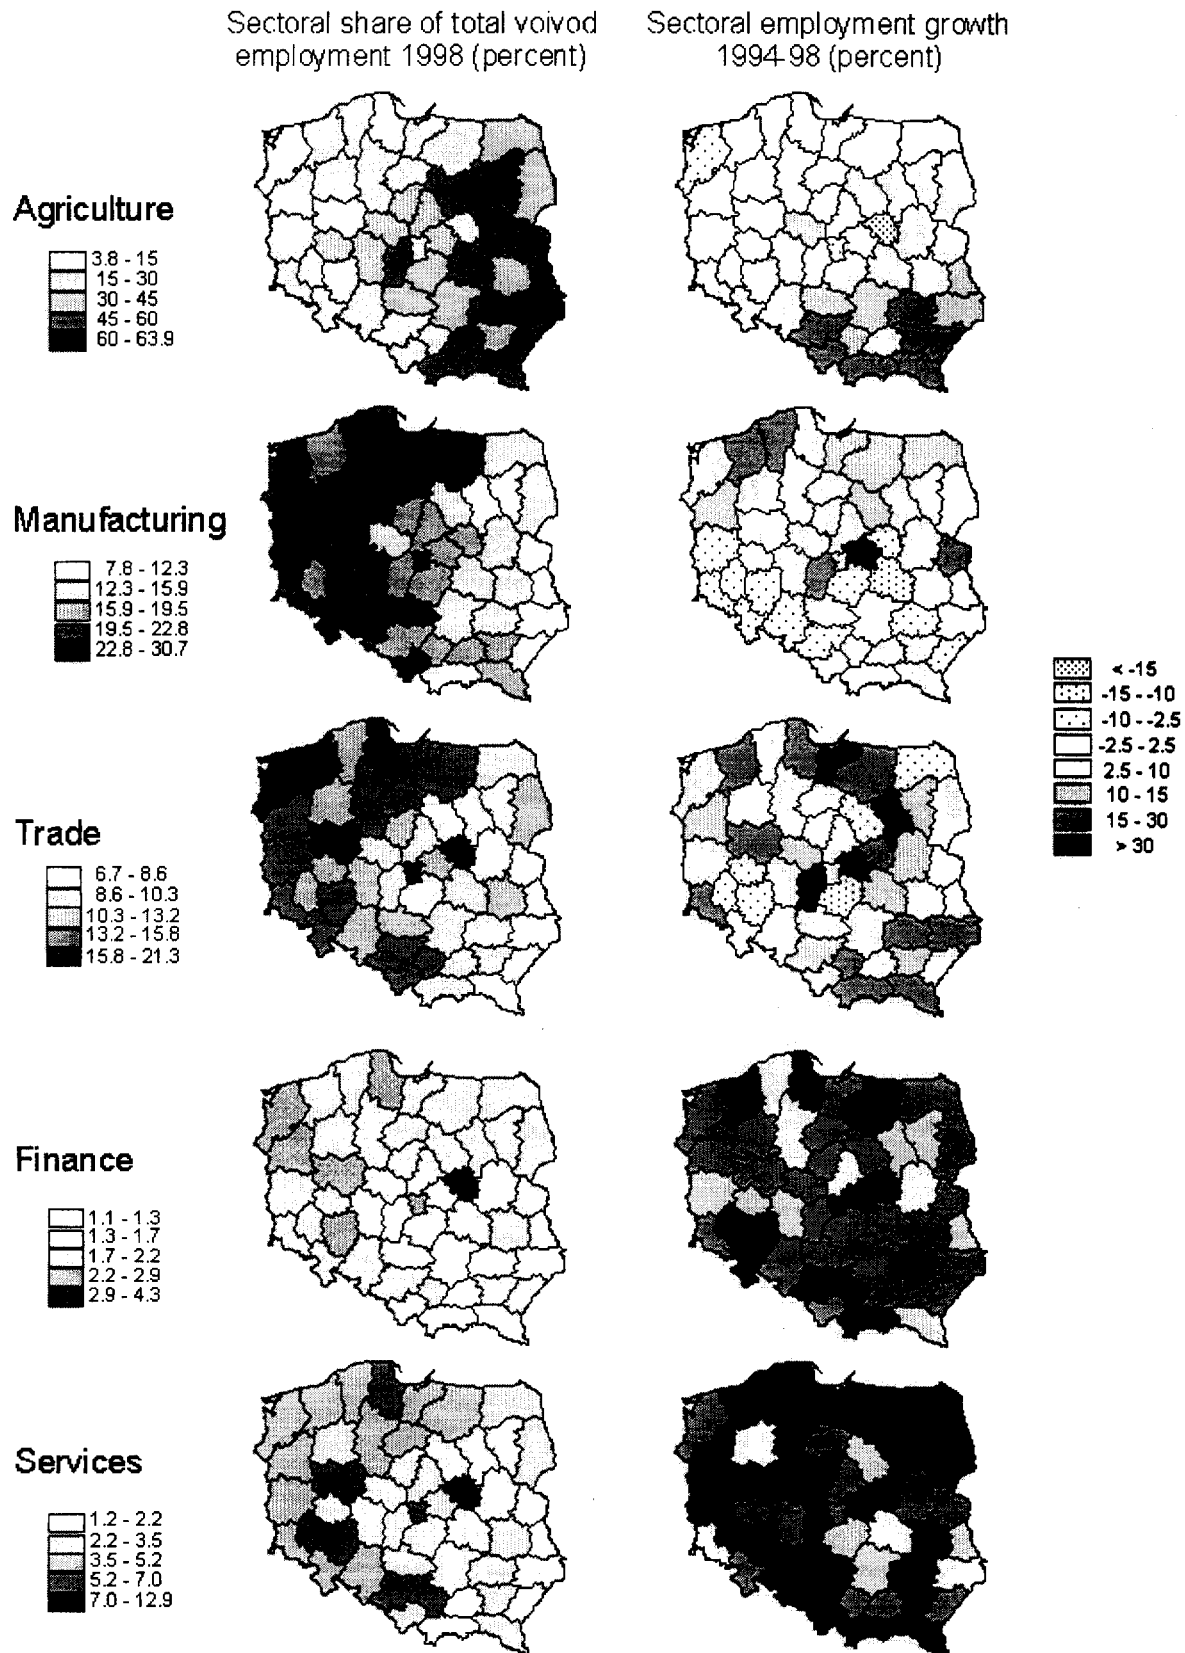 Sectoral share of total voivod
employment 1998 (percent)
Sectoral employment growth
1994-98 (percent)
Agriculture
3.8 - 15
15 - 30
30 - 45
45 - 60
60 - 63.9
Manufacturing
7.8 - 12.3
12.3 - 15.9
15.9 - 19.5
19.5 - 22.8
22.8 - 30.7
< -15
-15 - -10
-10 - -2.5
-2.5 - 2.5
2.5 - 10
10 - 15
15 - 30
> 30
Trade
6.7 - 8.6
8.6 - 10.3
10.3 - 13.2
13.2 - 15.8
15.8 - 21.3
Finance
1.1 - 1.3
1.3 - 1.7
1.7 - 2.2
2.2 - 2.9
2.9 - 4.3
Services
1.2 - 2.2
2.2 - 3.5
3.5 - 5.2
5.2 - 7.0
7.0 - 12.9